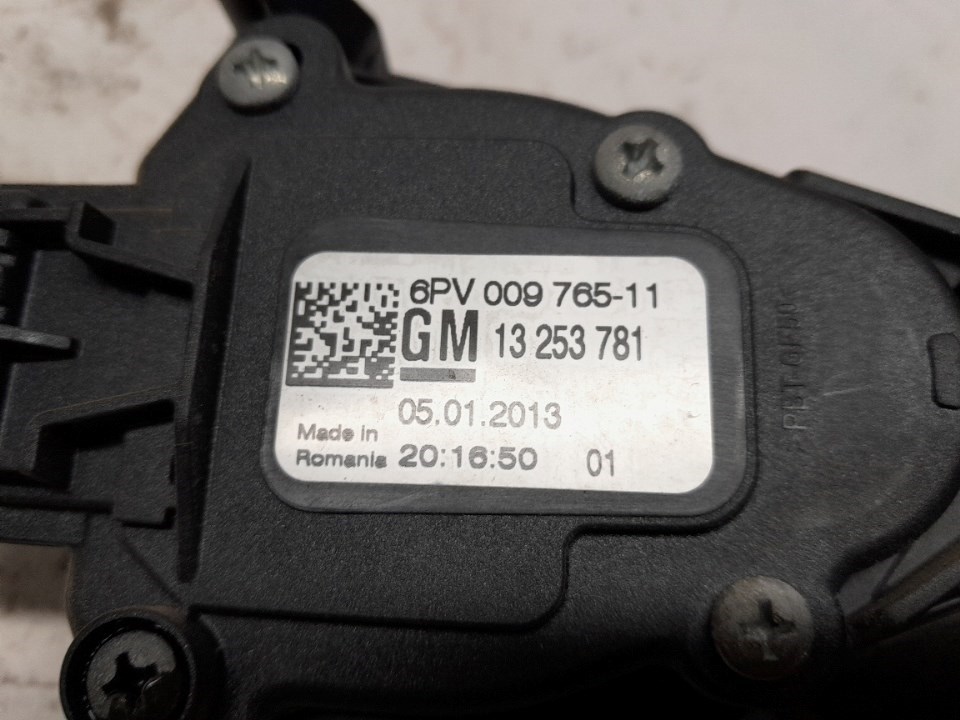 6PV 009 765-11
GM 13 253 781
05.01.2013
Made in
Romania 20:16:50 01